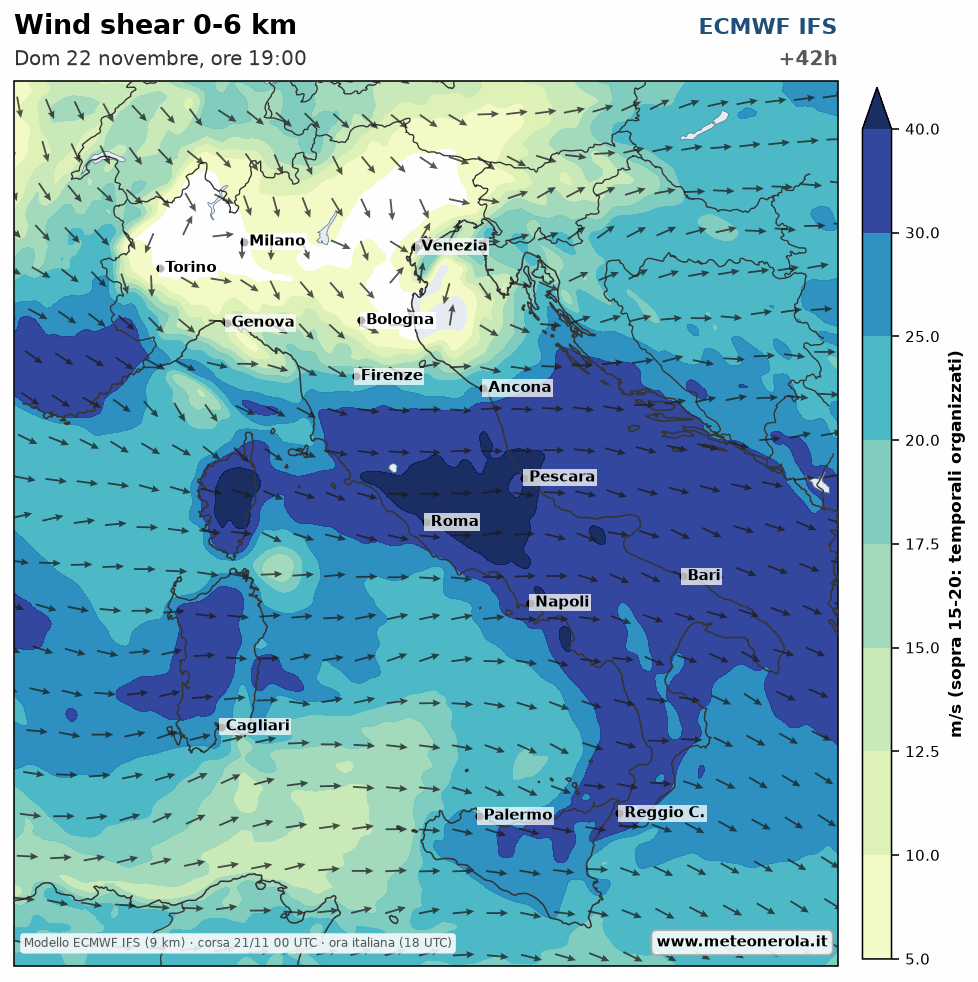 Wind shear 0-6 km
ECMWF IFS
Dom 22 novembre, ore 19:00
+42h
Milano
Venezia
Torino
Genova
Bologna
Firenze
Ancona
Pescara
Roma
Bari
Napoli
Cagliari
Palermo
Reggio C.
Modello ECMWF IFS (9 km) · corsa 21/11 00 UTC · ora italiana (18 UTC)
www.meteonerola.it
40.0
30.0
25.0
20.0
17.5
15.0
12.5
10.0
5.0
m/s (sopra 15-20: temporali organizzati)